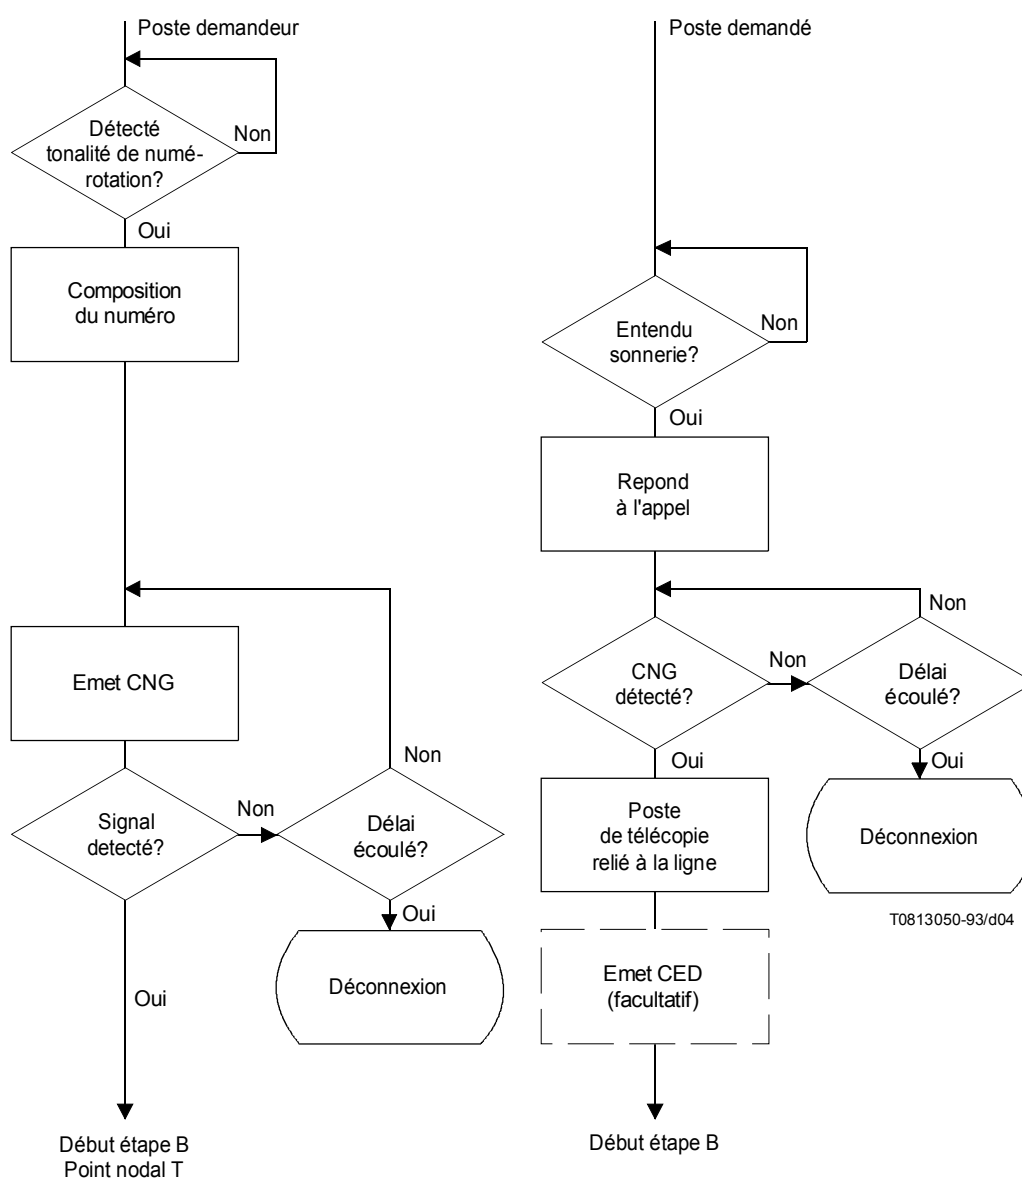 Poste demandeur
Détecté
tonalité de numé-
rotation?
Non
Oui
Composition
du numéro
Emet CNG
Signal
detecté?
Non
Délai
écoulé?
Non
Oui
Déconnexion
Oui
Début étape B
Point nodal T
Poste demandé
Entendu
sonnerie?
Non
Oui
Repond
à l'appel
CNG
détecté?
Non
Délai
écoulé?
Non
Oui
Déconnexion
Oui
Poste
de télécopie
relié à la ligne
T0813050-93/d04
Emet CED
(facultatif)
Début étape B